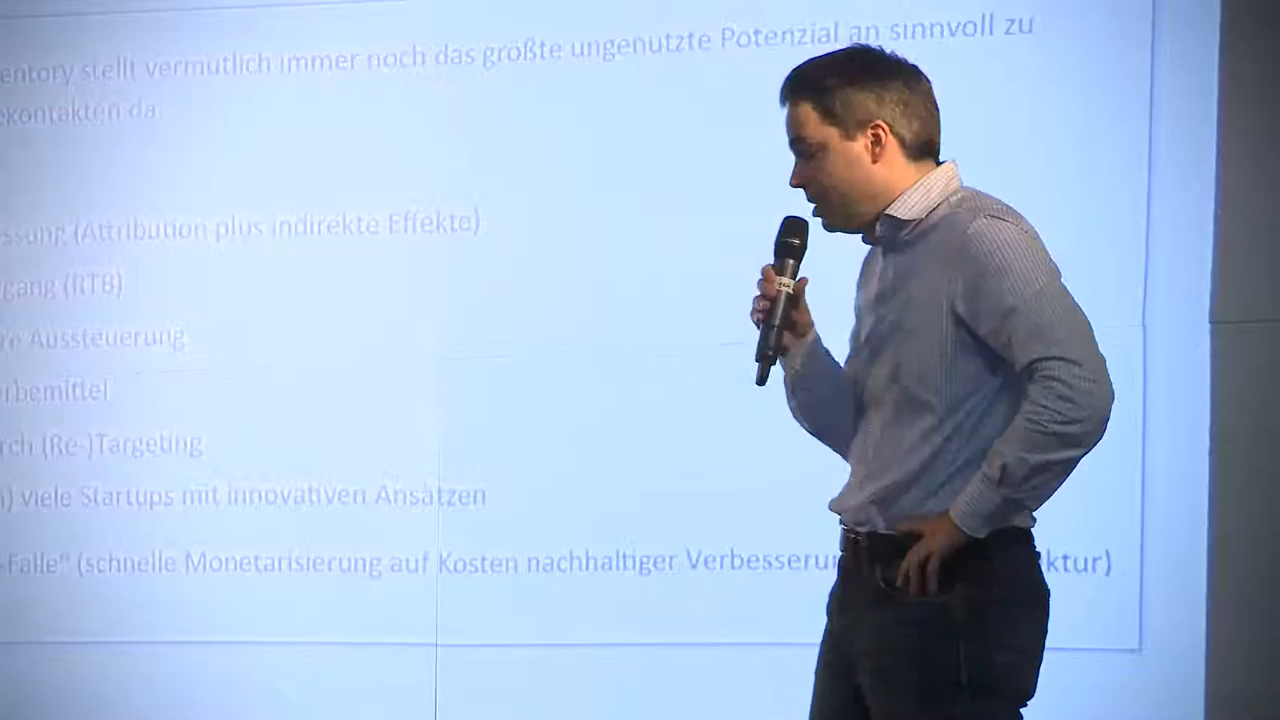 entory stellt vermutlich immer noch das größte ungenutzte Potenzial an sinnvoll zu
ekontakten da
ssung (Attribution plus indirekte Effekte)
gang (RTB)
re Aussteuerung
rbemittel
rch (Re-)Targeting
n) viele Startups mit innovativen Ansätzen
-Falle“ (schnelle Monetarisierung auf Kosten nachhaltiger Verbesserun ktur)